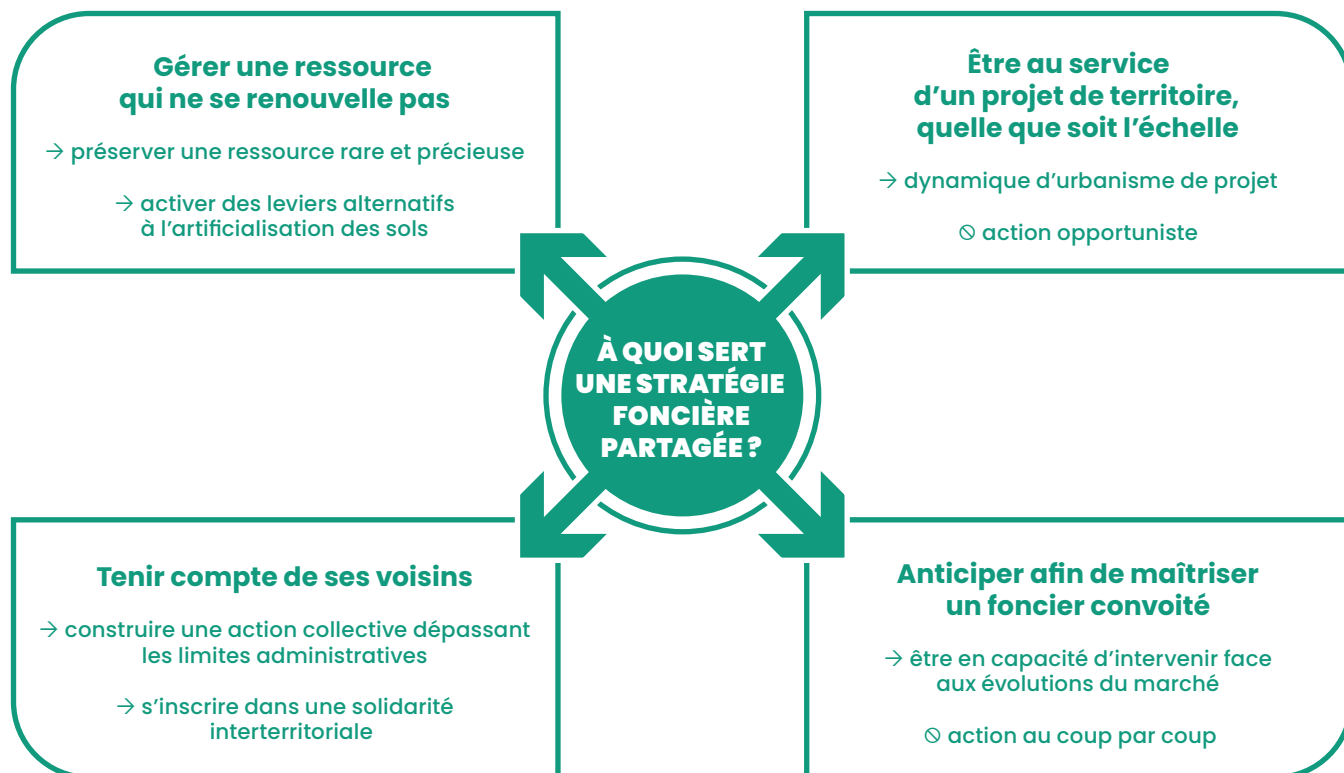 Gérer une ressource
qui ne se renouvelle pas
→ préserver une ressource rare et précieuse
→ activer des leviers alternatifs
à l’artificialisation des sols
Être au service
d’un projet de territoire,
quelle que soit l’échelle
→ dynamique d’urbanisme de projet
⦸ action opportuniste
À QUOI SERT
UNE STRATÉGIE
FONCIÈRE
PARTAGÉE ?
Tenir compte de ses voisins
→ construire une action collective dépassant
les limites administratives
→ s’inscrire dans une solidarité
interterritoriale
Anticiper afin de maîtriser
un foncier convoité
→ être en capacité d’intervenir face
aux évolutions du marché
⦸ action au coup par coup